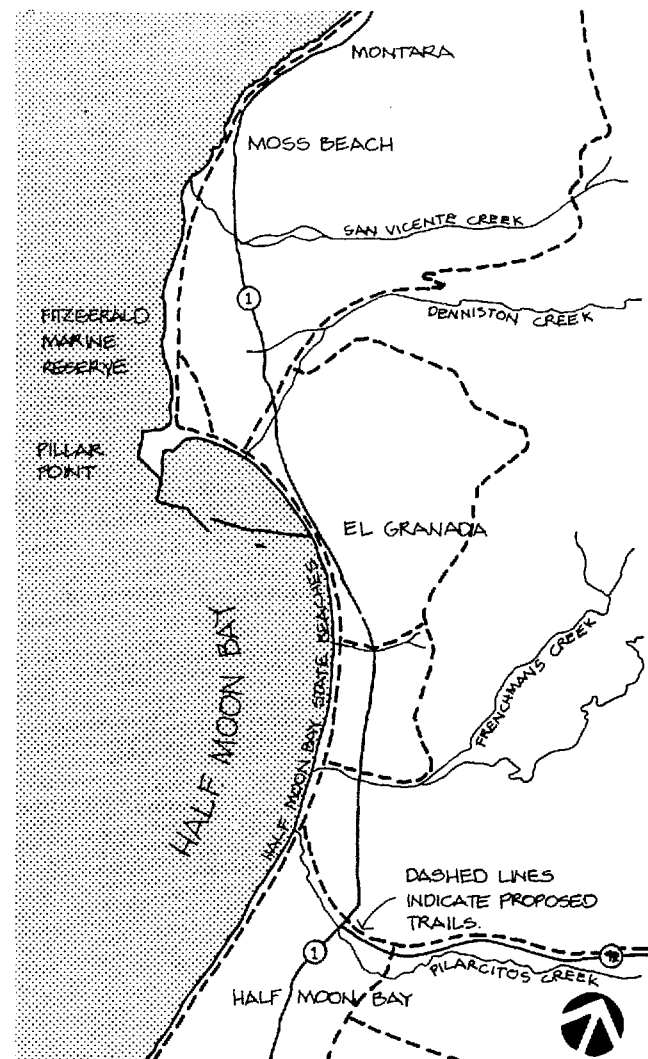 MONTARA
MOSS BEACH
SAN VICENTE CREEK
1
FITZGERALD
MARINE
RESERVE
DENNISTON CREEK
PILLAR
POINT
EL GRANADA
HALF MOON BAY
HALF MOON BAY STATE BEACHES
FRENCHMANS CREEK
DASHED LINES
INDICATE PROPOSED
TRAILS.
1
PILARCITOS CREEK
HALF MOON BAY